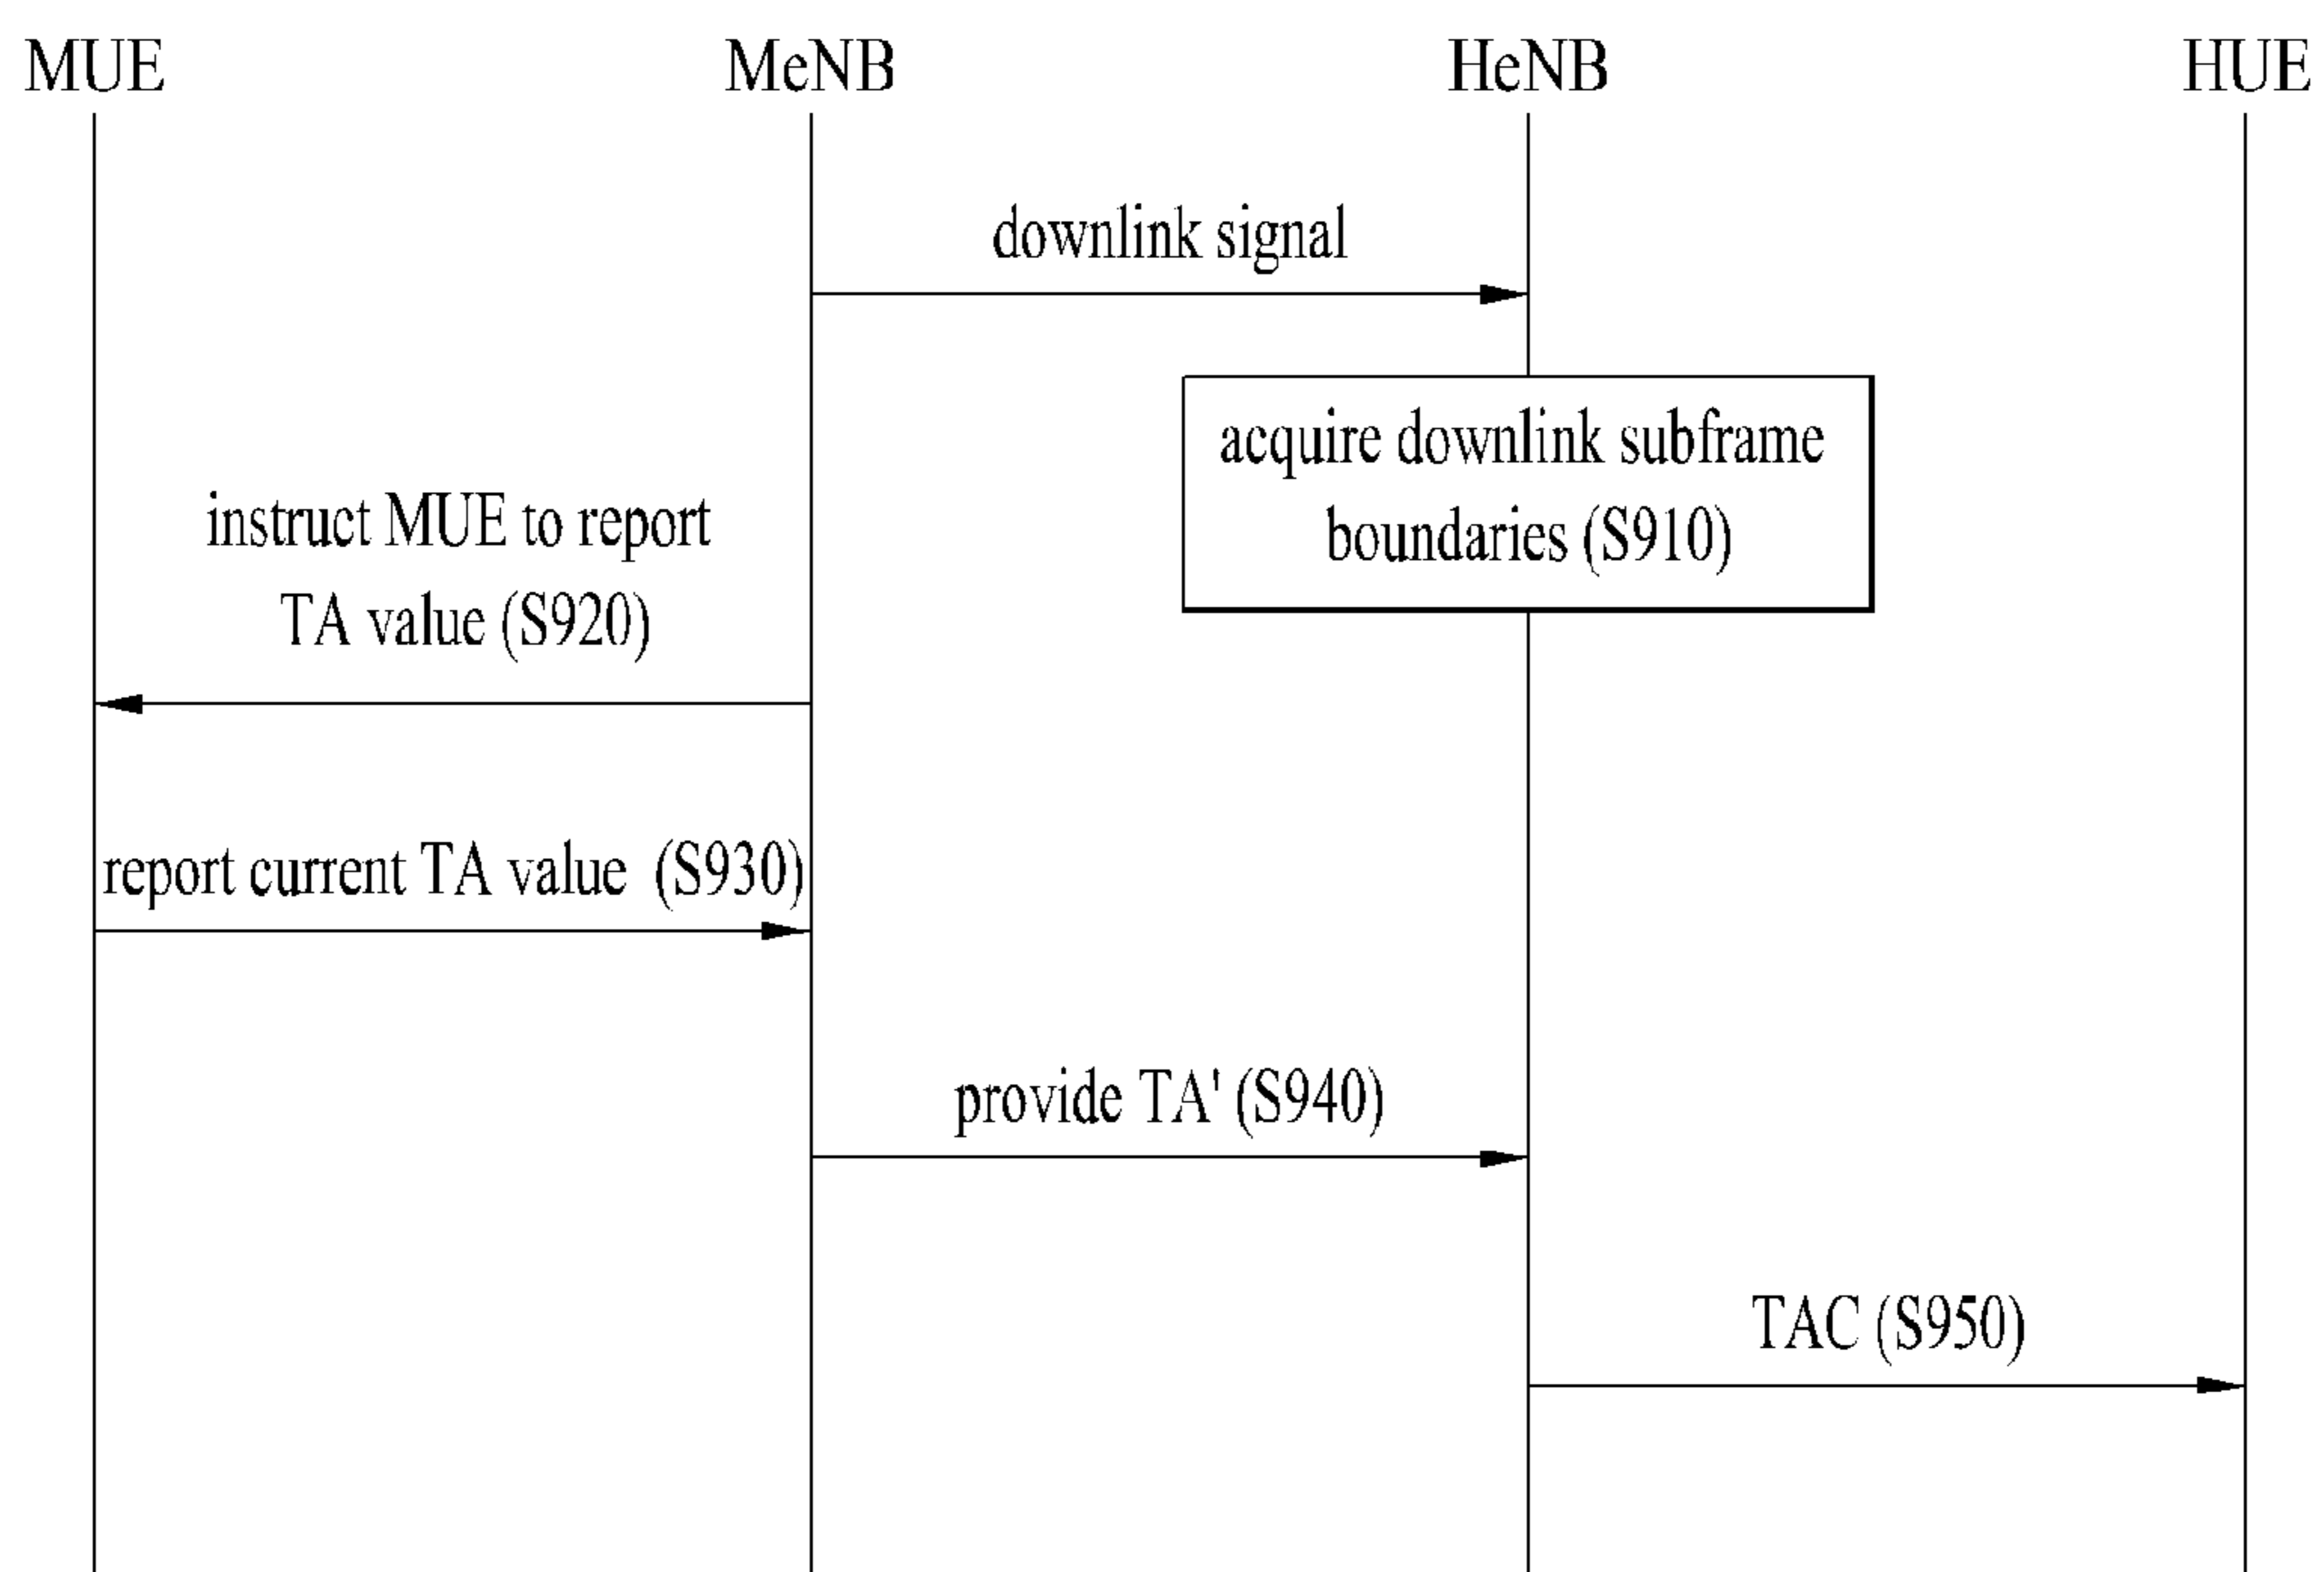 MUE
MeNB
HeNB
HUE
downlink signal
acquire downlink subframe
boundaries (S910)
instruct MUE to report
TA value (S920)
report current TA value (S930)
provide TA' (S940)
TAC (S950)